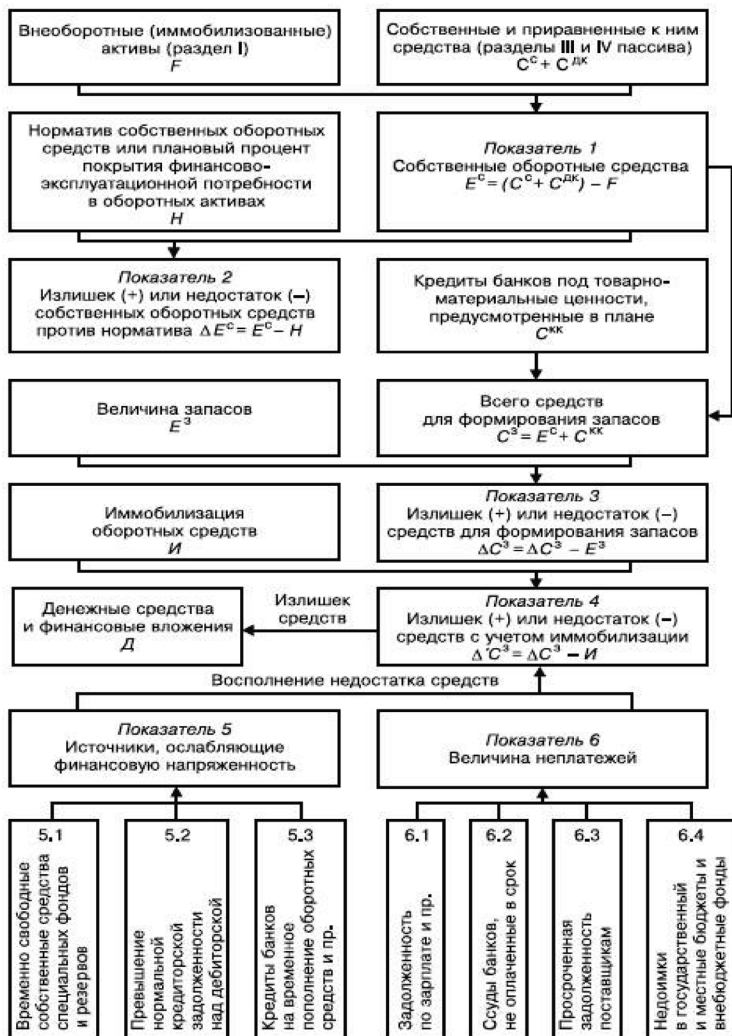 Внеоборотные (иммобилизованные)
активы (раздел I)
F
Собственные и приравненные к ним
средства (разделы III и IV пассива)
Cᶜ + Cᴰᴷ
Норматив собственных оборотных
средств или плановый процент
покрытия финансово-
эксплуатационной потребности
в оборотных активах
H
Показатель 1
Собственные оборотные средства
Eᶜ = (Cᶜ + Cᴰᴷ) – F
Показатель 2
Излишек (+) или недостаток (–)
собственных оборотных средств
против норматива ΔEᶜ = Eᶜ – H
Кредиты банков под товарно-
материальные ценности,
предусмотренные в плане
Cᴷᴷ
Величина запасов
E³
Всего средств
для формирования запасов
C³ = Eᶜ + Cᴷᴷ
Иммобилизация
оборотных средств
И
Показатель 3
Излишек (+) или недостаток (–)
средств для формирования запасов
ΔC³ = ΔC³ – E³
Денежные средства
и финансовые вложения
Д
Излишек
средств
Показатель 4
Излишек (+) или недостаток (–)
средств с учетом иммобилизации
Δ'C³ = ΔC³ – И
Восполнение недостатка средств
Показатель 5
Источники, ослабляющие
финансовую напряженность
Показатель 6
Величина неплатежей
5.1
Временно свободные
собственные средства
специальных фондов
и резервов
5.2
Превышение
нормальной
кредиторской
задолженности
над дебиторской
5.3
Кредиты банков
на временное
пополнение оборотных
средств и пр.
6.1
Задолженность
по зарплате и пр.
6.2
Ссуды банков,
не оплаченные в срок
6.3
Просроченная
задолженность
поставщикам
6.4
Недоимки
в государственный
и местные бюджеты и
внебюджетные фонды